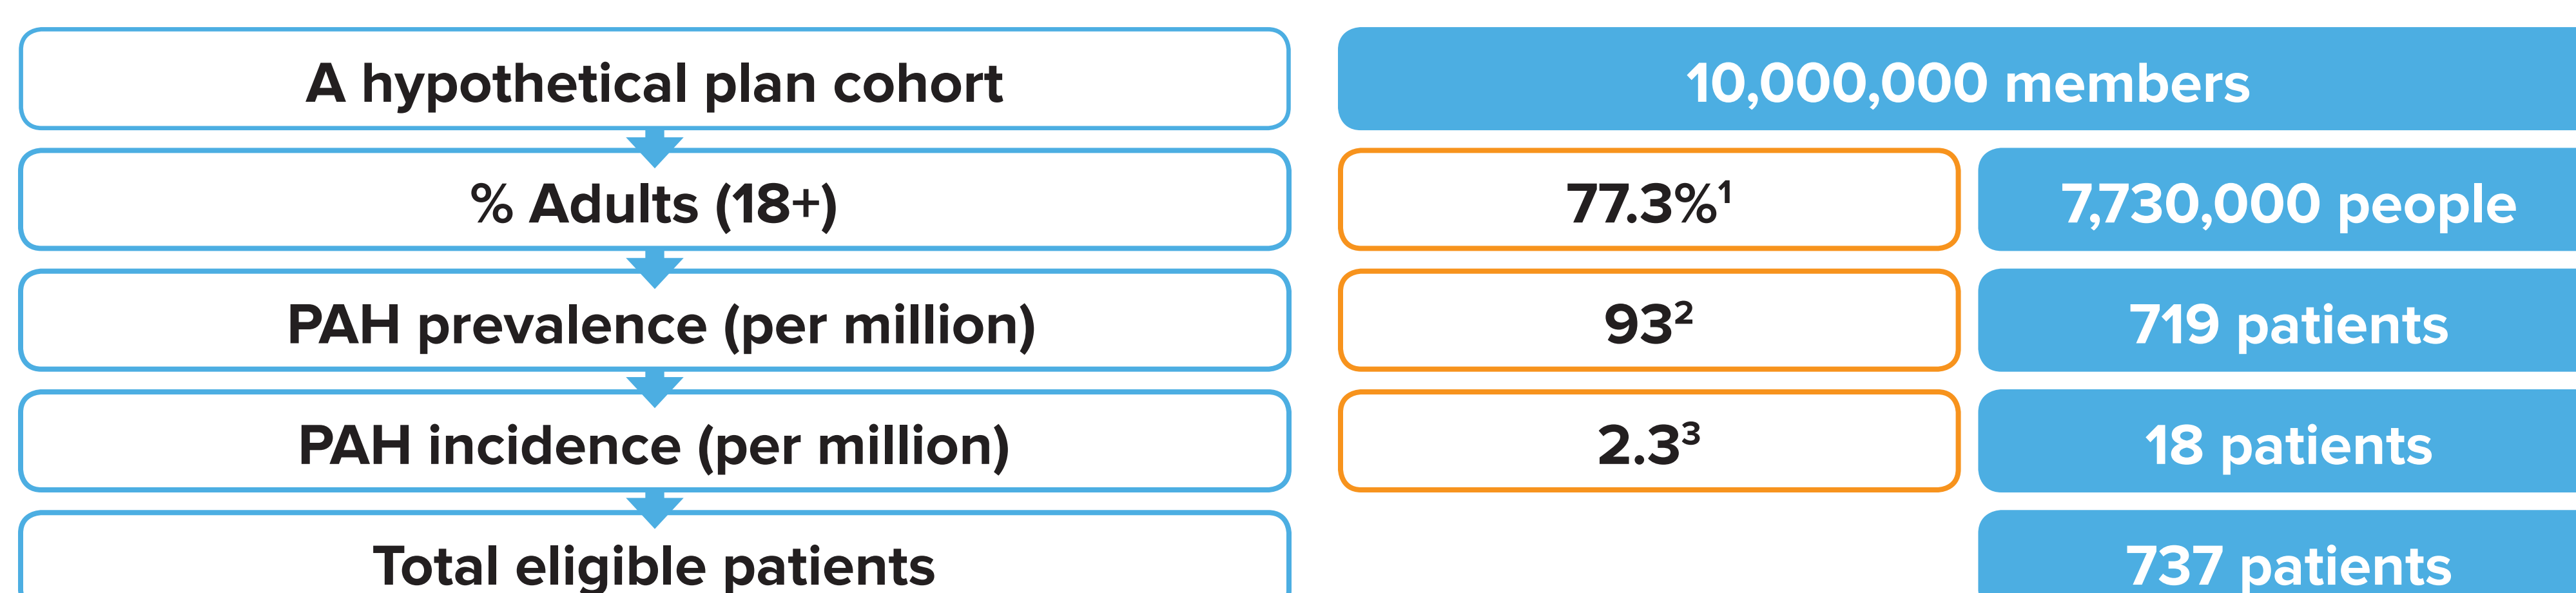 A hypothetical plan cohort
10,000,000 members
% Adults (18+)
77.3%¹
7,730,000 people
PAH prevalence (per million)
93²
719 patients
PAH incidence (per million)
2.3³
18 patients
Total eligible patients
737 patients